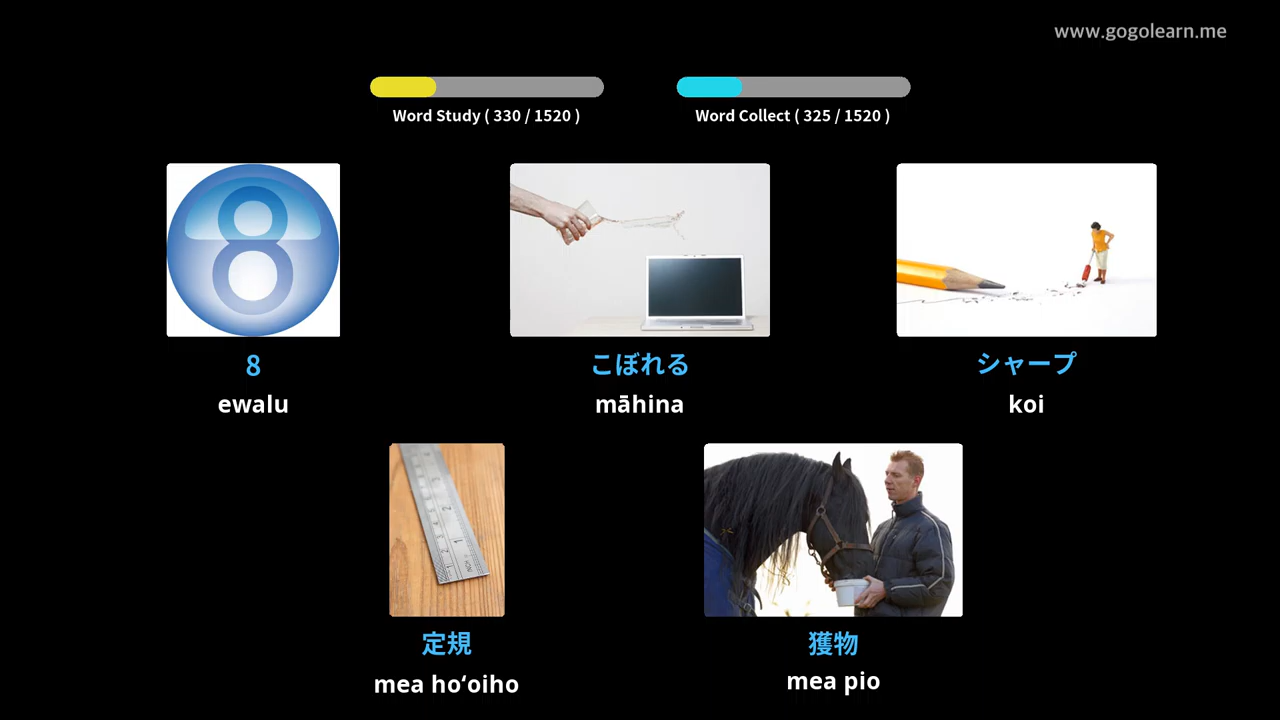 www.gogolearn.me
Word Study ( 330 / 1520 )
Word Collect ( 325 / 1520 )
8
8
こぼれる
シャープ
ewalu
māhina
koi
定規
獲物
mea hoʻoiho
mea pio